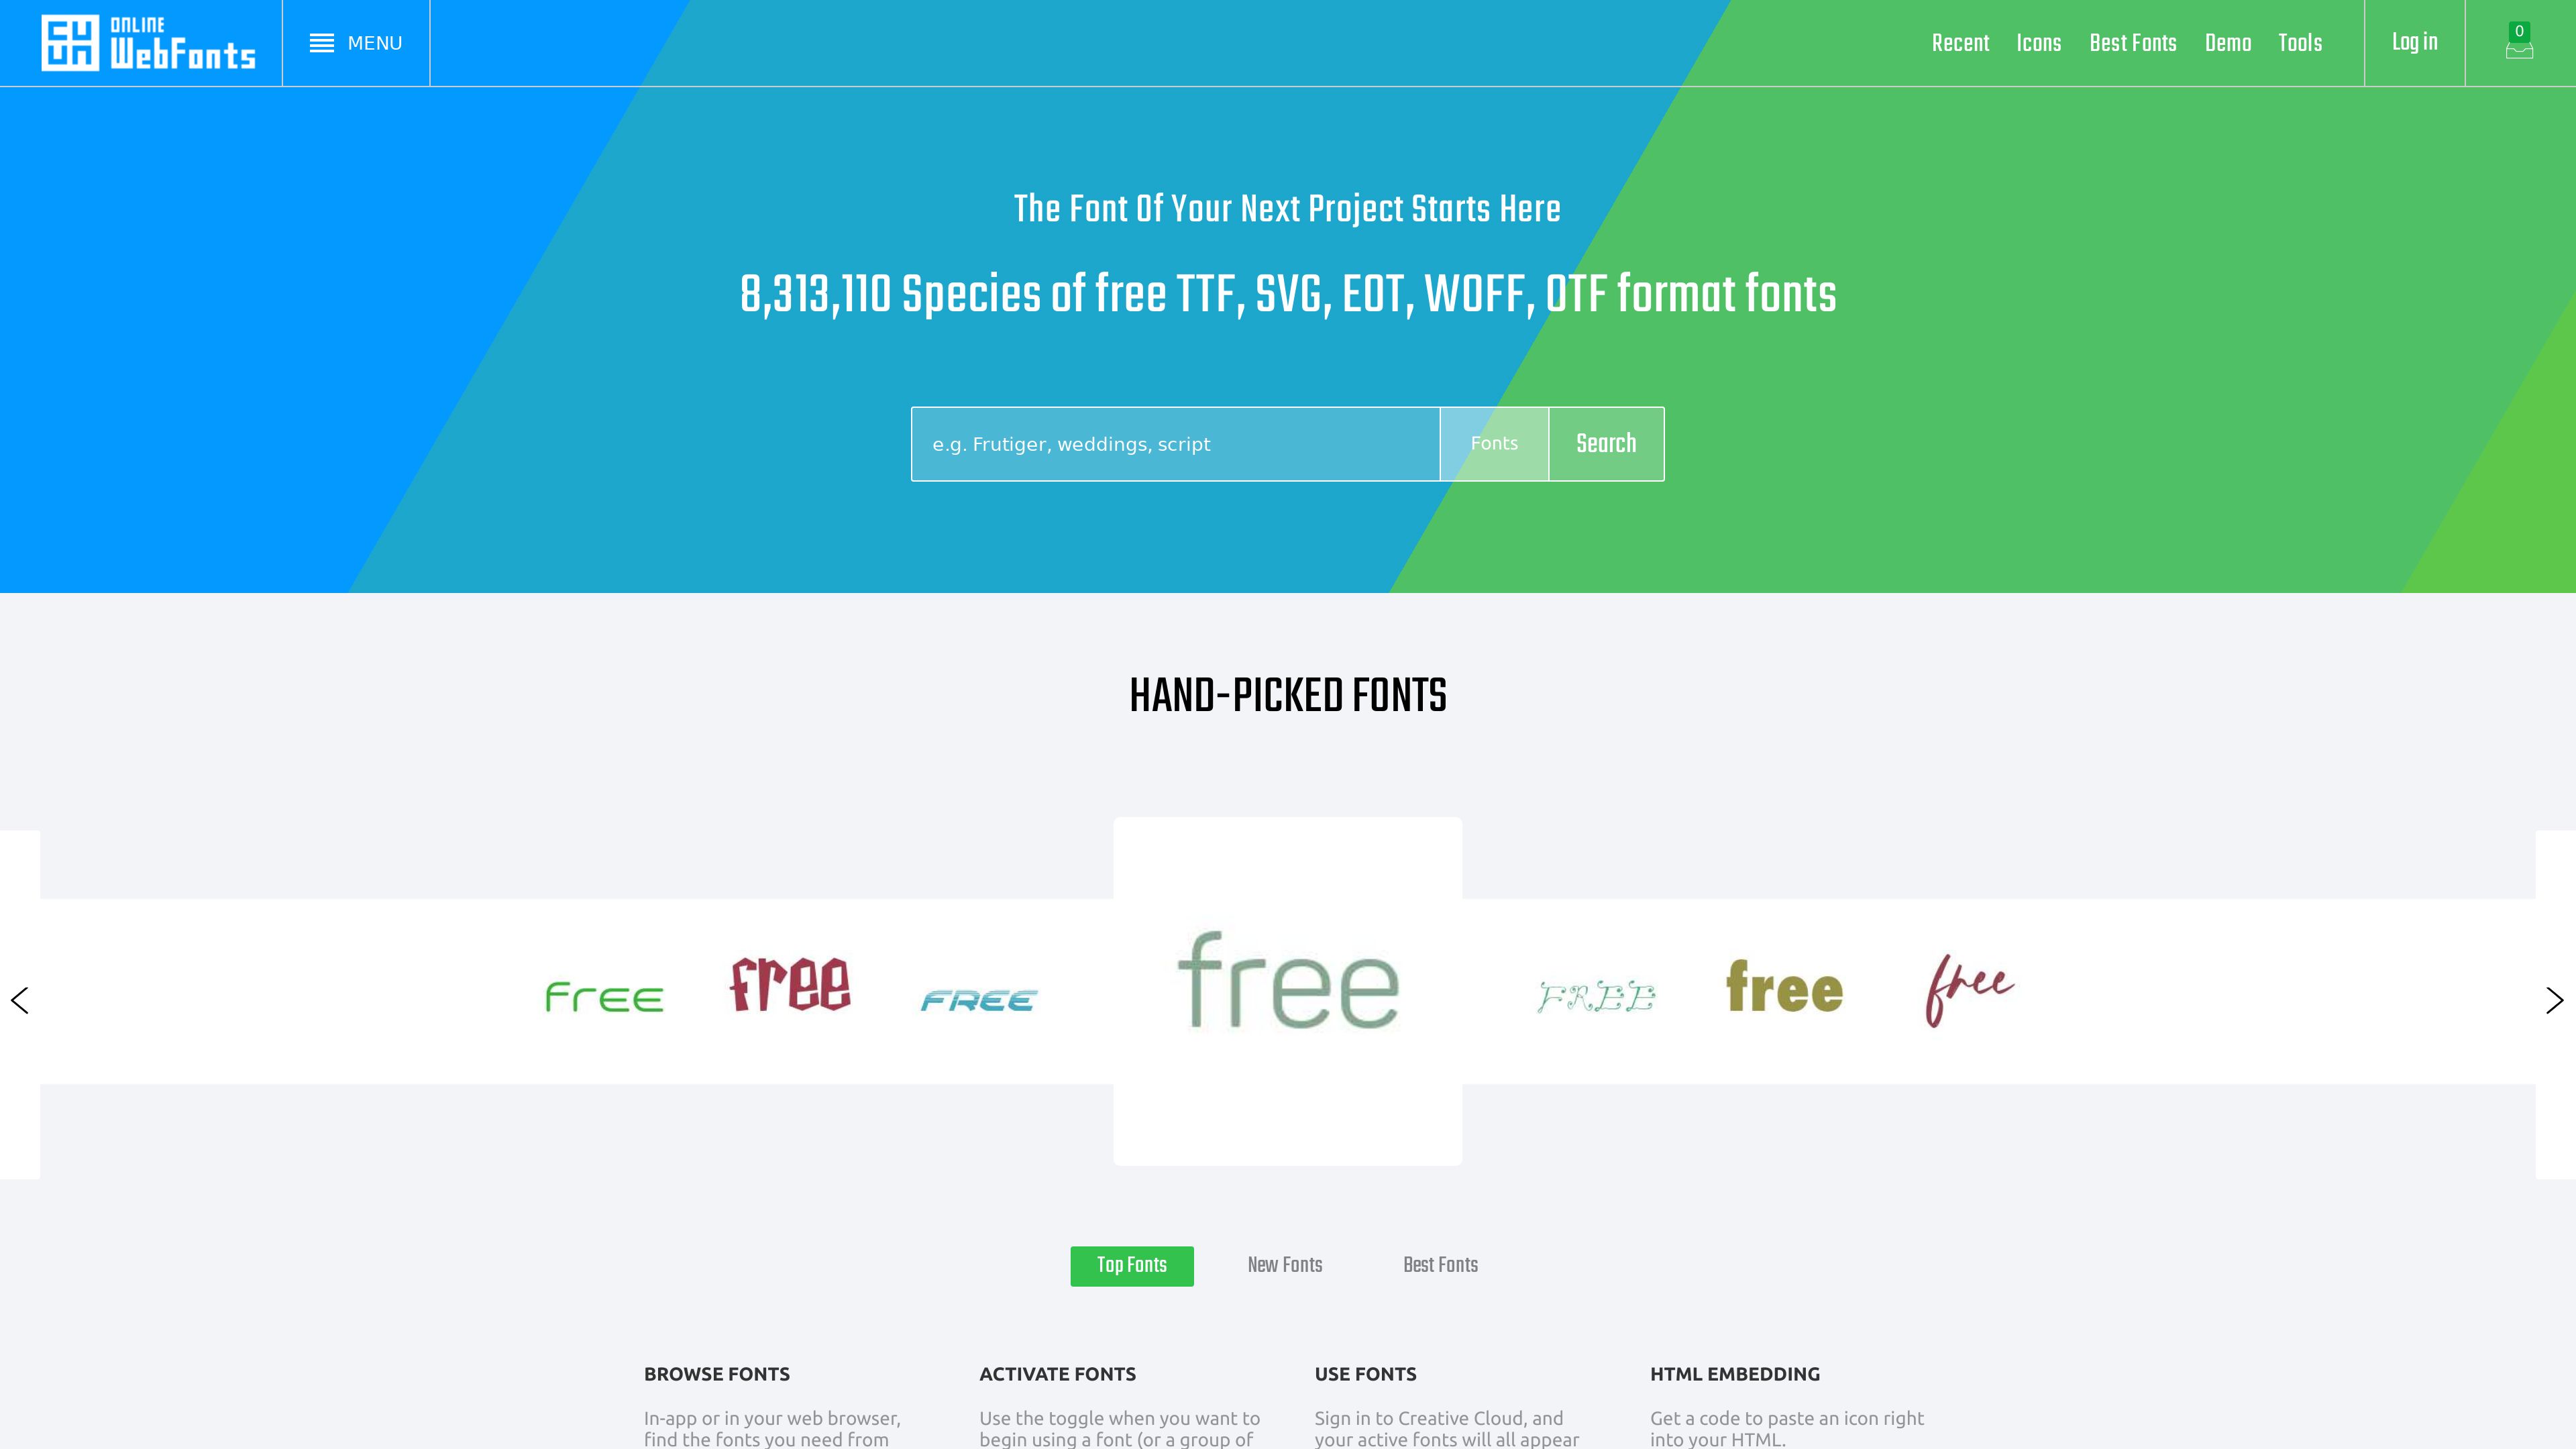 ONLINE
WebFonts
MENU
Recent
Icons
Best Fonts
Demo
Tools
Log in
0
The Font Of Your Next Project Starts Here
8,313,110 Species of free TTF, SVG, EOT, WOFF, OTF format fonts
e.g. Frutiger, weddings, script
Fonts
Search
HAND-PICKED FONTS
free
free
FREE
free
FREE
free
free
Top Fonts
New Fonts
Best Fonts
BROWSE FONTS
In-app or in your web browser,
find the fonts you need from
ACTIVATE FONTS
Use the toggle when you want to
begin using a font (or a group of
USE FONTS
Sign in to Creative Cloud, and
your active fonts will all appear
HTML EMBEDDING
Get a code to paste an icon right
into your HTML.